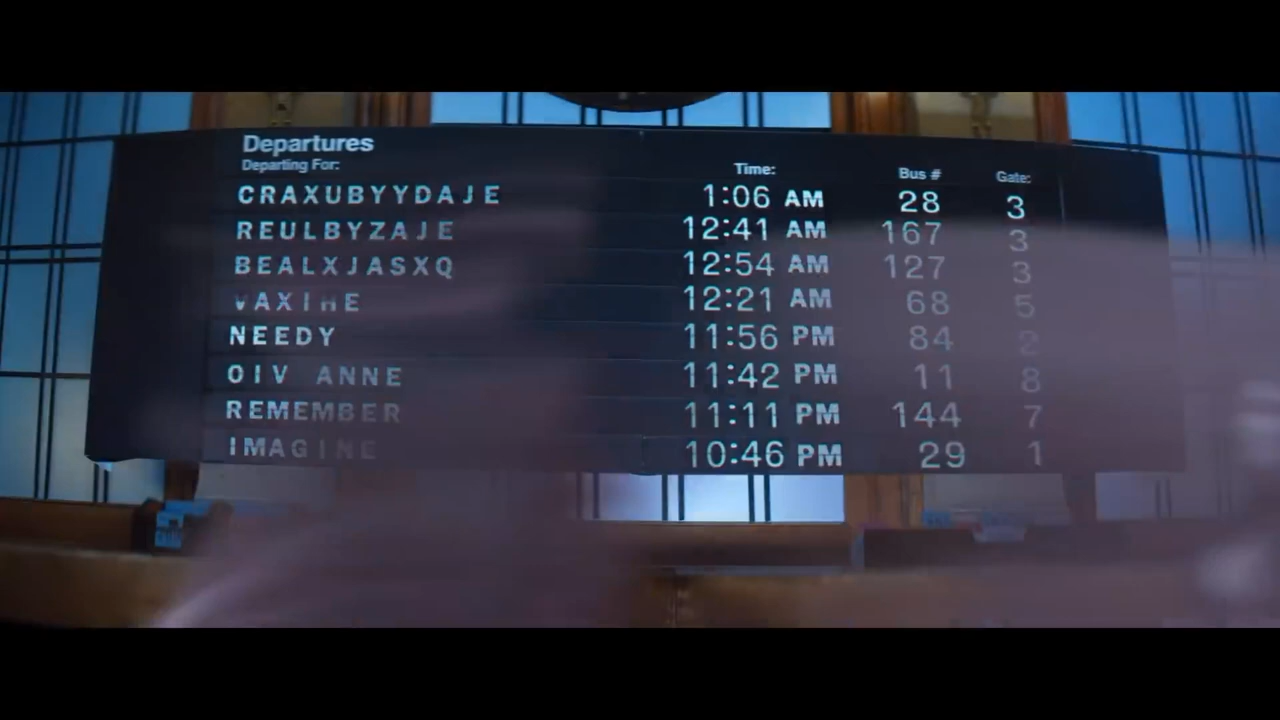 Departures
Departing For: Time: Bus # Gate:
CRAXUBYYDAJE 1:06 AM 28 3
REULBYZAJE 12:41 AM 167 3
BEALXJASXQ 12:54 AM 127 3
VAXIHE 12:21 AM 68 5
NEEDY 11:56 PM 84 2
OIV ANNE 11:42 PM 11 8
REMEMBER 11:11 PM 144 7
IMAGINE 10:46 PM 29 1